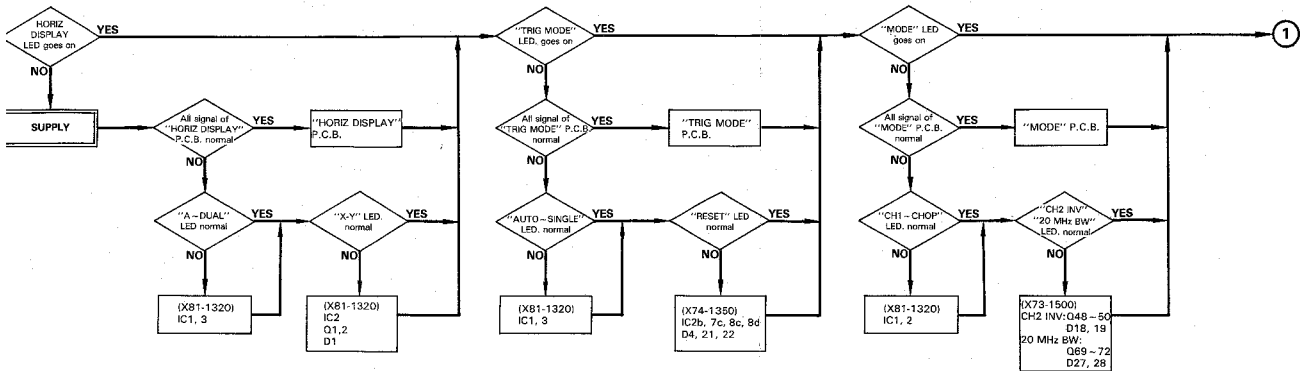 HORIZ
DISPLAY
LED goes on
YES
NO
SUPPLY
All signal of
"HORIZ DISPLAY"
P.C.B. normal
YES
NO
"HORIZ DISPLAY"
P.C.B.
"A~DUAL"
LED normal
YES
NO
"X-Y" LED.
normal
YES
NO
(X81-1320)
IC1, 3
(X81-1320)
IC2
Q1,2
D1
"TRIG MODE"
LED. goes on
YES
NO
All signal of
"TRIG MODE" P.C.B.
normal
YES
NO
"TRIG MODE"
P.C.B.
"AUTO~SINGLE"
LED. normal
YES
NO
"RESET" LED
normal
YES
NO
(X81-1320)
IC1, 3
(X74-1350)
IC2b, 7c, 8c, 8d
D4, 21, 22
"MODE" LED
goes on
YES
NO
All signal of
"MODE" P.C.B.
normal
YES
NO
"MODE" P.C.B.
"CH1~CHOP"
LED. normal
YES
NO
"CH2 INV"
"20 MHz BW"
LED. normal
YES
NO
(X81-1320)
IC1, 2
(X73-1500)
CH2 INV: Q48~50
D18, 19
20 MHz BW:
Q69~72
D27, 28
1